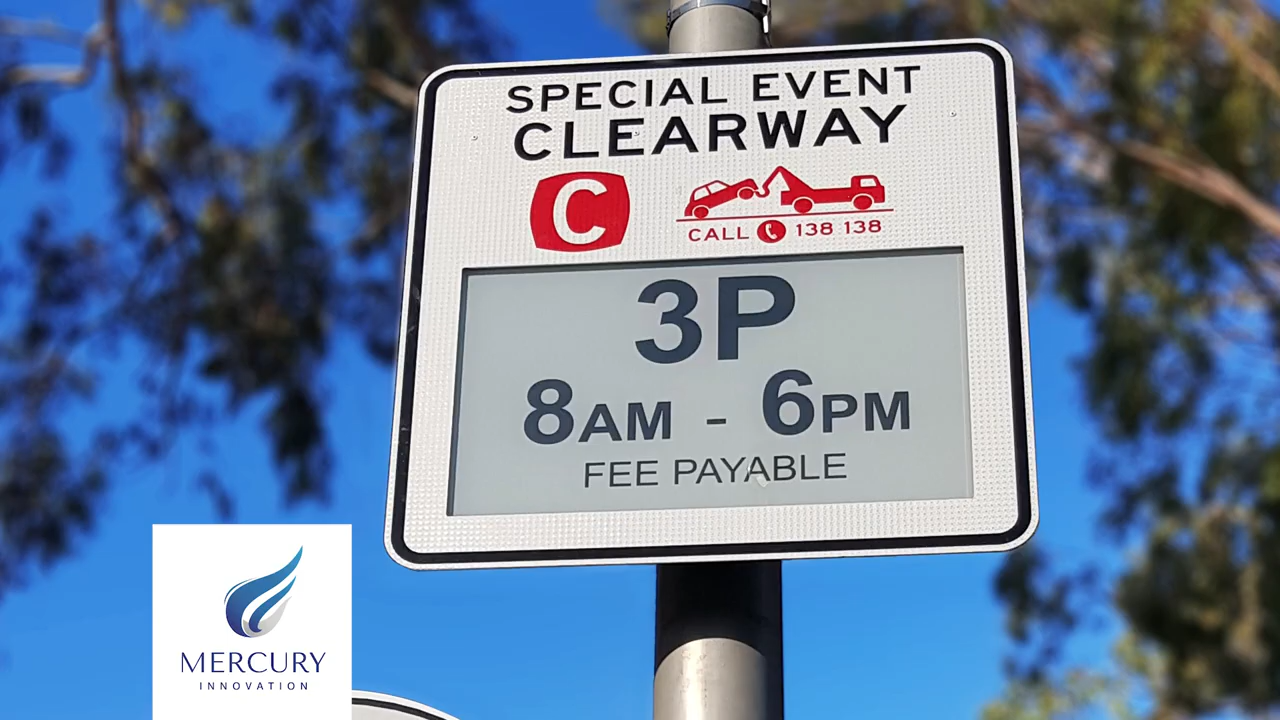 SPECIAL EVENT
CLEARWAY
C
CALL 138 138
3P
8AM - 6PM
FEE PAYABLE
MERCURY
INNOVATION